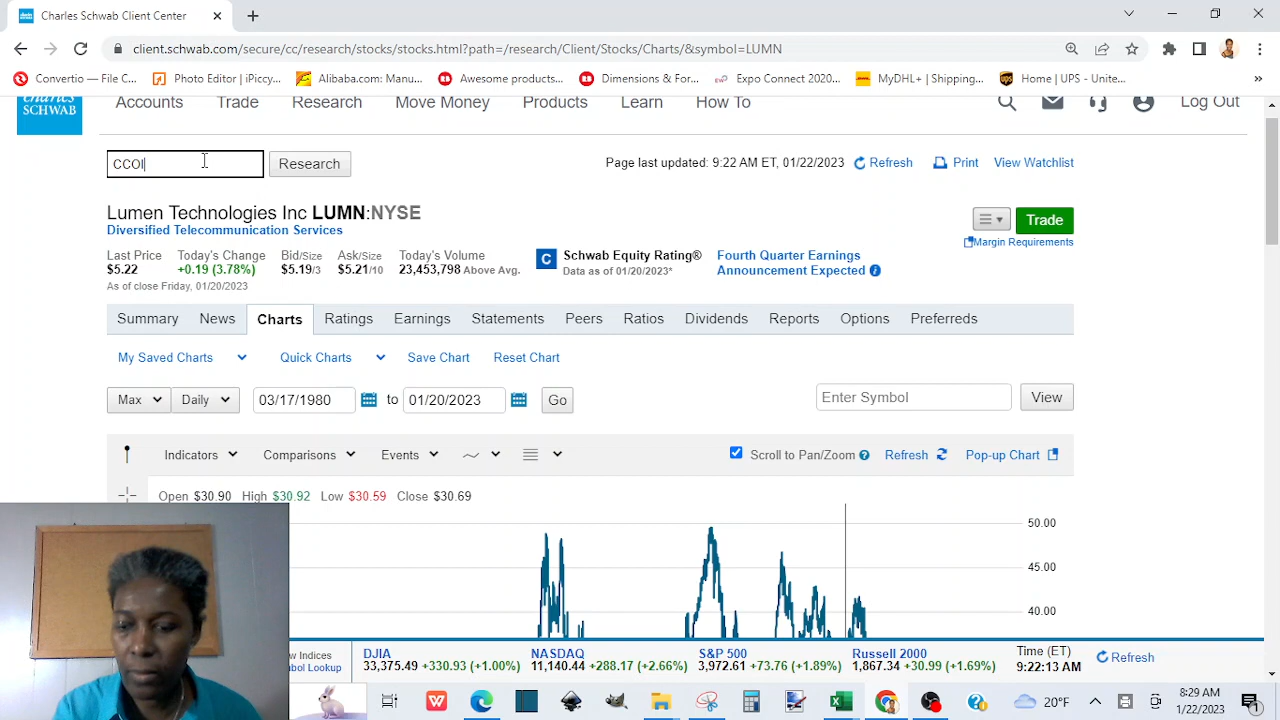 Charles Schwab Client Center
client.schwab.com/secure/cc/research/stocks/stocks.html?path=/research/Client/Stocks/Charts/&symbol=LUMN
Convertio — File C... Photo Editor | iPiccy... Alibaba.com: Manu... Awesome products... Dimensions & For... Expo Connect 2020... MyDHL+ | Shipping... Home | UPS - Unite...
charles
SCHWAB
Accounts Trade Research Move Money Products Learn How To Log Out
CCOI Research Page last updated: 9:22 AM ET, 01/22/2023 Refresh Print View Watchlist
Lumen Technologies Inc LUMN:NYSE
Trade
Diversified Telecommunication Services
Margin Requirements
Last Price Today's Change Bid/Size Ask/Size Today's Volume C Schwab Equity Rating® Fourth Quarter Earnings
$5.22 +0.19 (3.78%) $5.19/3 $5.21/10 23,453,798 Above Avg. Data as of 01/20/2023* Announcement Expected
As of close Friday, 01/20/2023
Summary News Charts Ratings Earnings Statements Peers Ratios Dividends Reports Options Preferreds
My Saved Charts Quick Charts Save Chart Reset Chart
Max Daily 03/17/1980 to 01/20/2023 Go Enter Symbol View
Indicators Comparisons Events Scroll to Pan/Zoom Refresh Pop-up Chart
Open $30.90 High $30.92 Low $30.59 Close $30.69
50.00
45.00
40.00
w Indices DJIA NASDAQ S&P 500 Russell 2000 Time (ET)
bol Lookup 33,375.49 +330.93 (+1.00%) 11,140.44 +288.17 (+2.66%) 3,972.61 +73.76 (+1.89%) 1,867.34 +30.99 (+1.69%) 9:22:13 AM Refresh
20°F 8:29 AM
1/22/2023 1